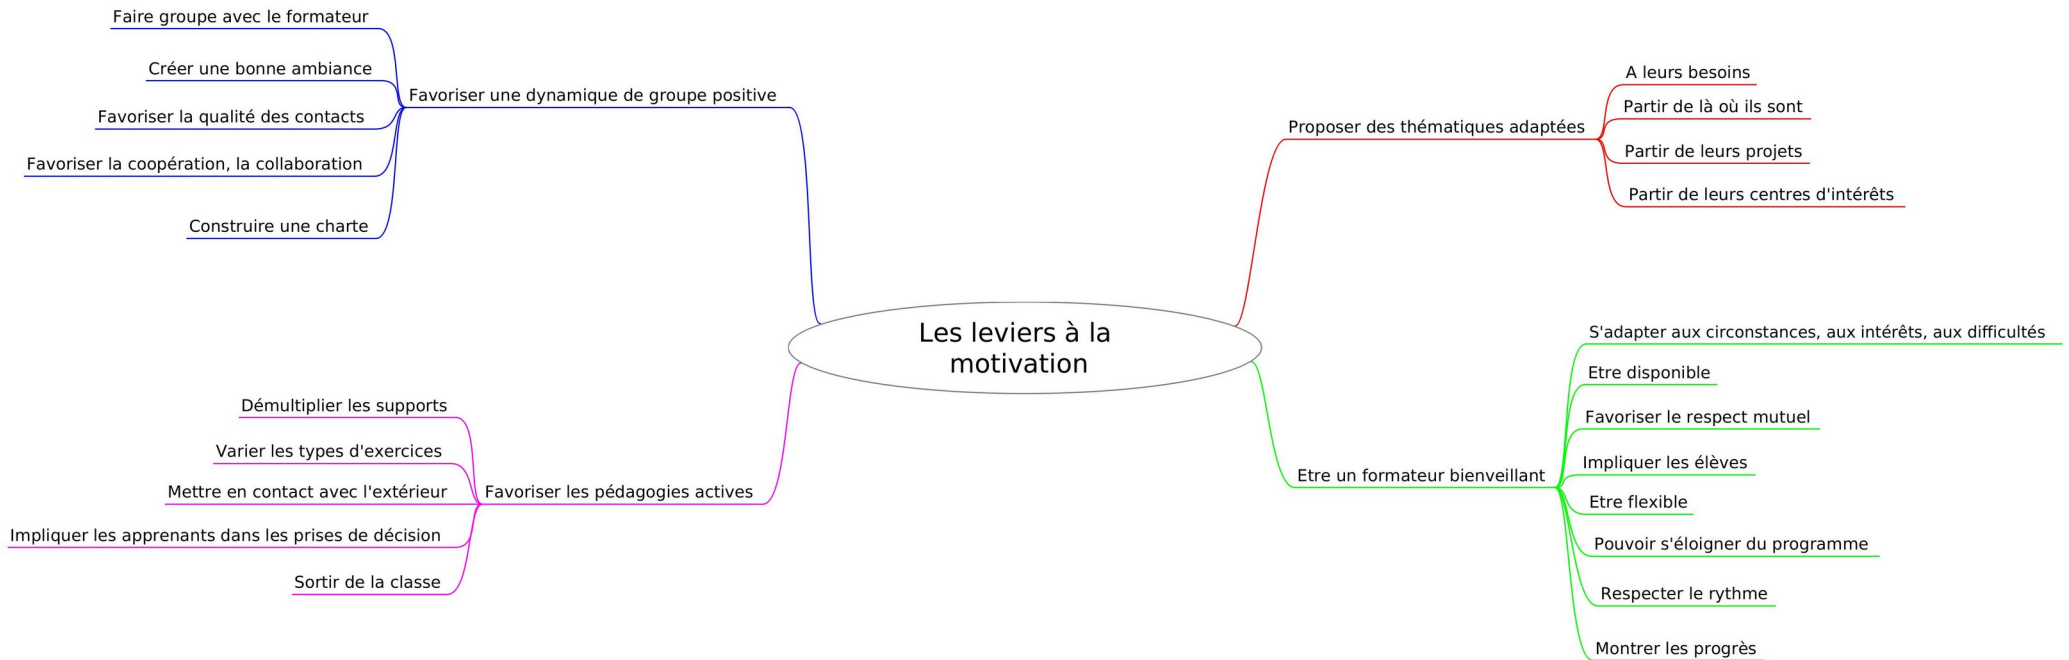 Faire groupe avec le formateur
Créer une bonne ambiance
Favoriser la qualité des contacts
Favoriser la coopération, la collaboration
Construire une charte
Favoriser une dynamique de groupe positive
Proposer des thématiques adaptées
A leurs besoins
Partir de là où ils sont
Partir de leurs projets
Partir de leurs centres d'intérêts
Les leviers à la
motivation
Démultiplier les supports
Varier les types d'exercices
Mettre en contact avec l'extérieur
Impliquer les apprenants dans les prises de décision
Sortir de la classe
Favoriser les pédagogies actives
Etre un formateur bienveillant
S'adapter aux circonstances, aux intérêts, aux difficultés
Etre disponible
Favoriser le respect mutuel
Impliquer les élèves
Etre flexible
Pouvoir s'éloigner du programme
Respecter le rythme
Montrer les progrès